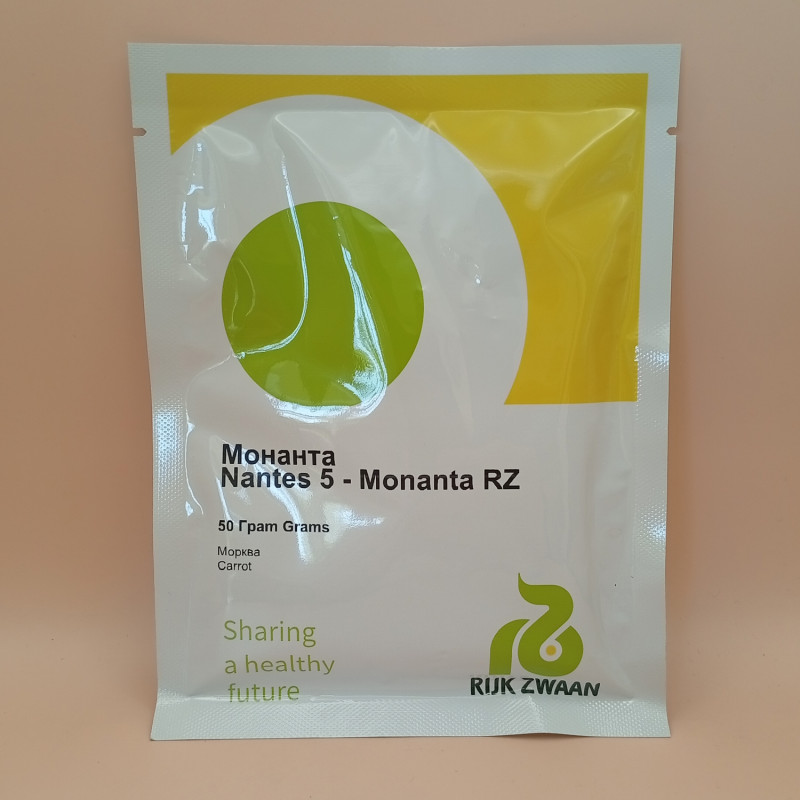 Монанта
Nantes 5 - Monanta RZ
50 Грам Grams
Морква
Carrot
Sharing
a healthy
future
RIJK ZWAAN